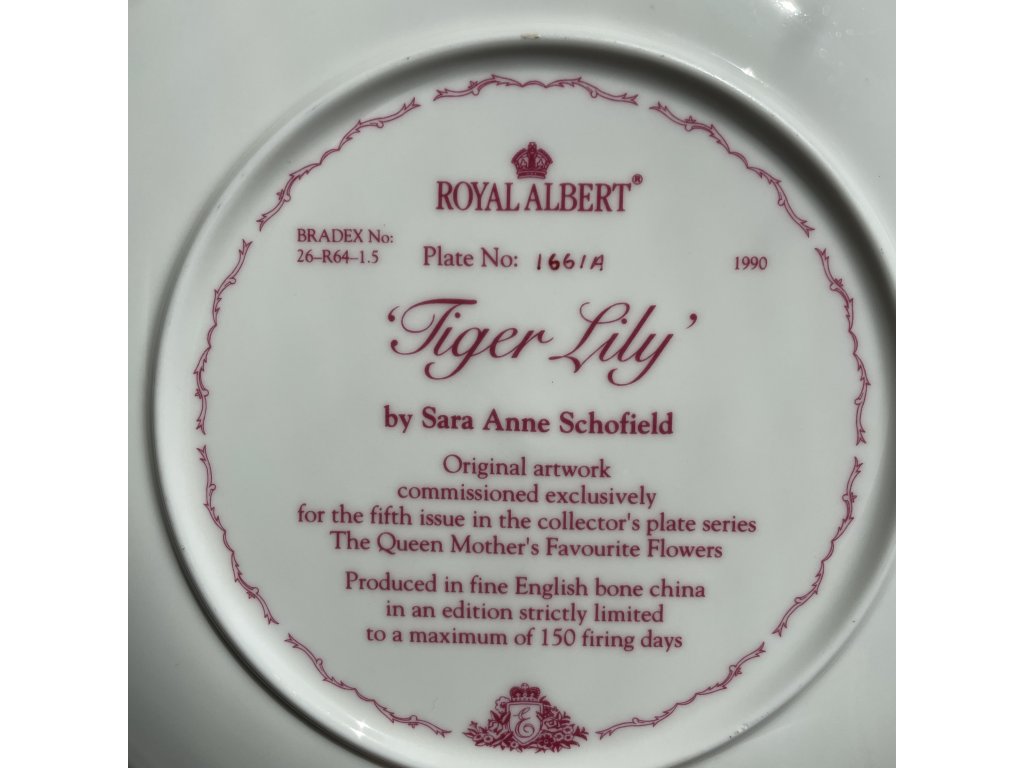 ROYAL ALBERT®
BRADEX No:
26–R64–1.5
Plate No: 1661A
1990
‘Tiger Lily’
by Sara Anne Schofield
Original artwork
commissioned exclusively
for the fifth issue in the collector's plate series
The Queen Mother's Favourite Flowers
Produced in fine English bone china
in an edition strictly limited
to a maximum of 150 firing days
E